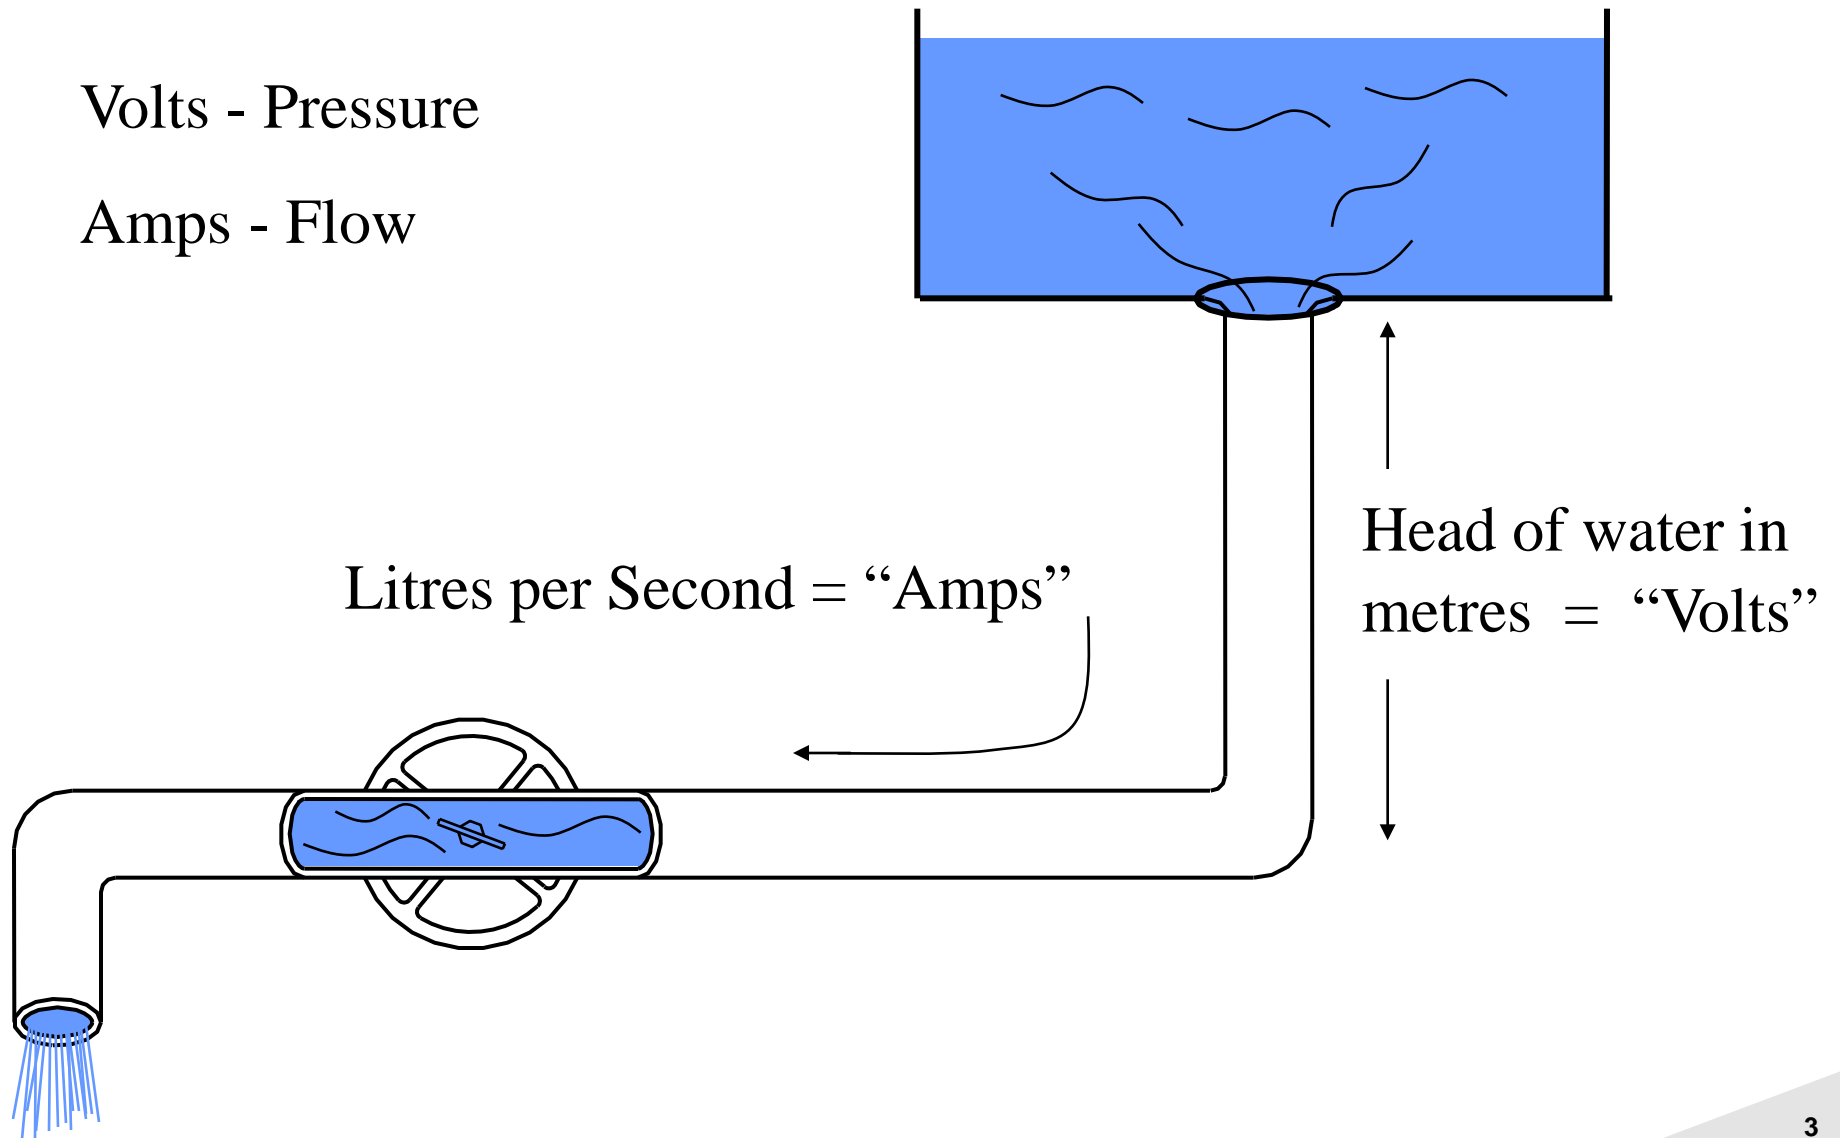 Volts - Pressure
Amps - Flow
Litres per Second = “Amps”
Head of water in
metres = “Volts”
3